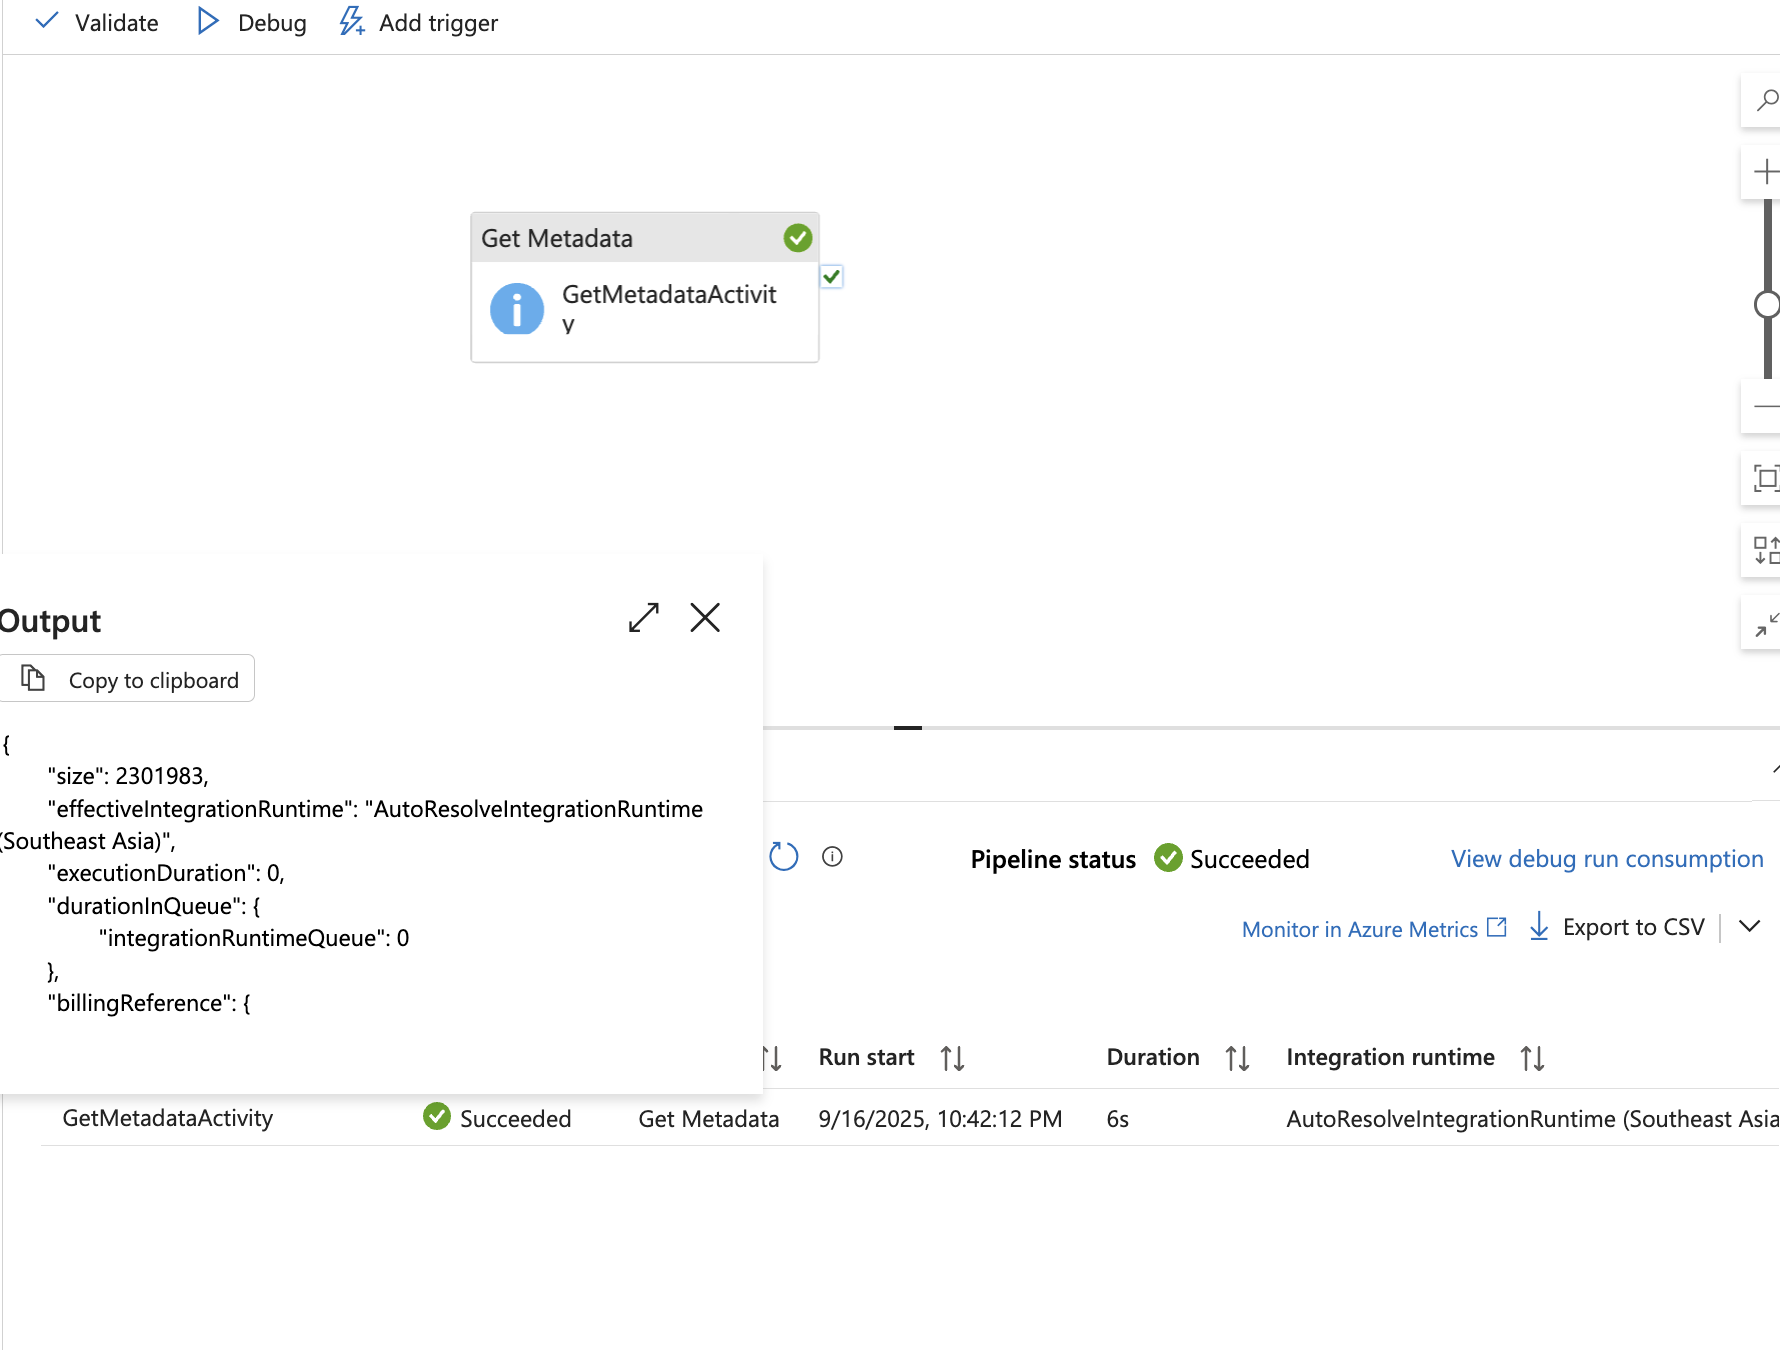 Validate Debug Add trigger
Get Metadata
GetMetadataActivit
y
Output
Copy to clipboard
{
"size": 2301983,
"effectiveIntegrationRuntime": "AutoResolveIntegrationRuntime
(Southeast Asia)",
"executionDuration": 0,
"durationInQueue": {
"integrationRuntimeQueue": 0
},
"billingReference": {
Pipeline status Succeeded View debug run consumption
Monitor in Azure Metrics Export to CSV
Run start Duration Integration runtime
GetMetadataActivity Succeeded Get Metadata 9/16/2025, 10:42:12 PM 6s AutoResolveIntegrationRuntime (Southeast Asia